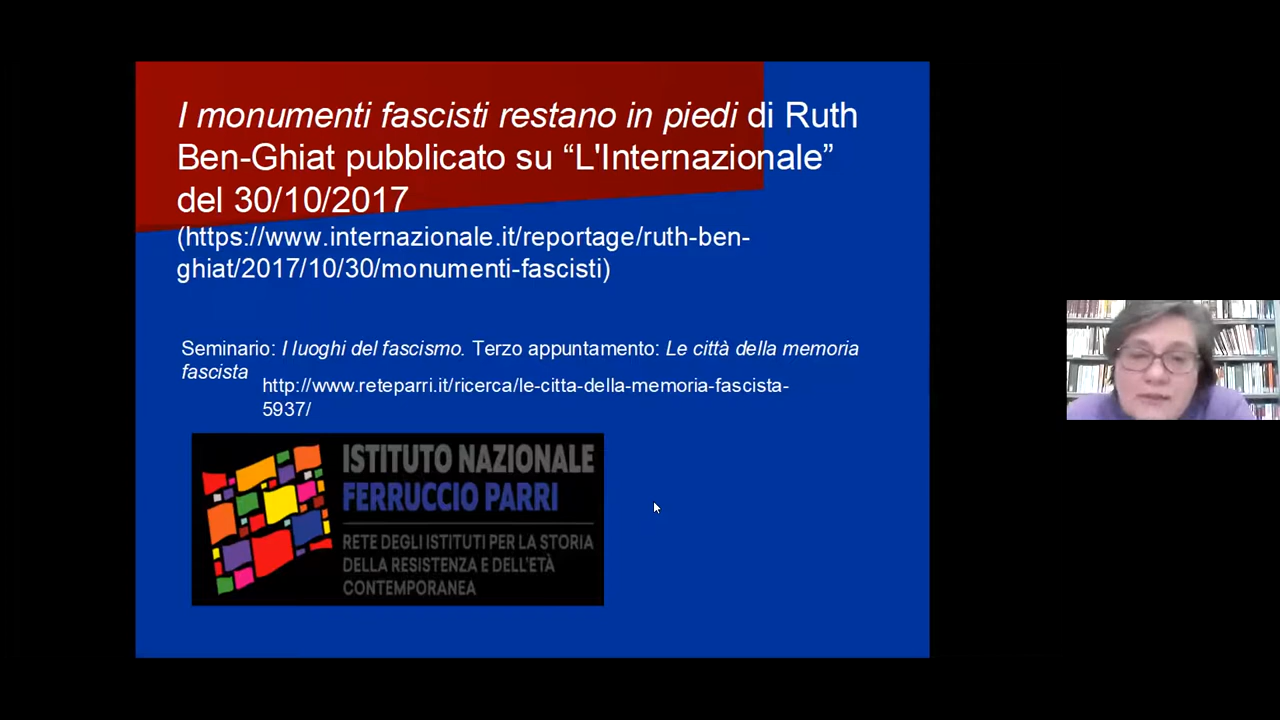 I monumenti fascisti restano in piedi di Ruth
Ben-Ghiat pubblicato su “L'Internazionale”
del 30/10/2017
(https://www.internazionale.it/reportage/ruth-ben-
ghiat/2017/10/30/monumenti-fascisti)
Seminario: I luoghi del fascismo. Terzo appuntamento: Le città della memoria
fascista
http://www.reteparri.it/ricerca/le-citta-della-memoria-fascista-
5937/
ISTITUTO NAZIONALE
FERRUCCIO PARRI
RETE DEGLI ISTITUTI PER LA STORIA
DELLA RESISTENZA E DELL'ETÀ
CONTEMPORANEA